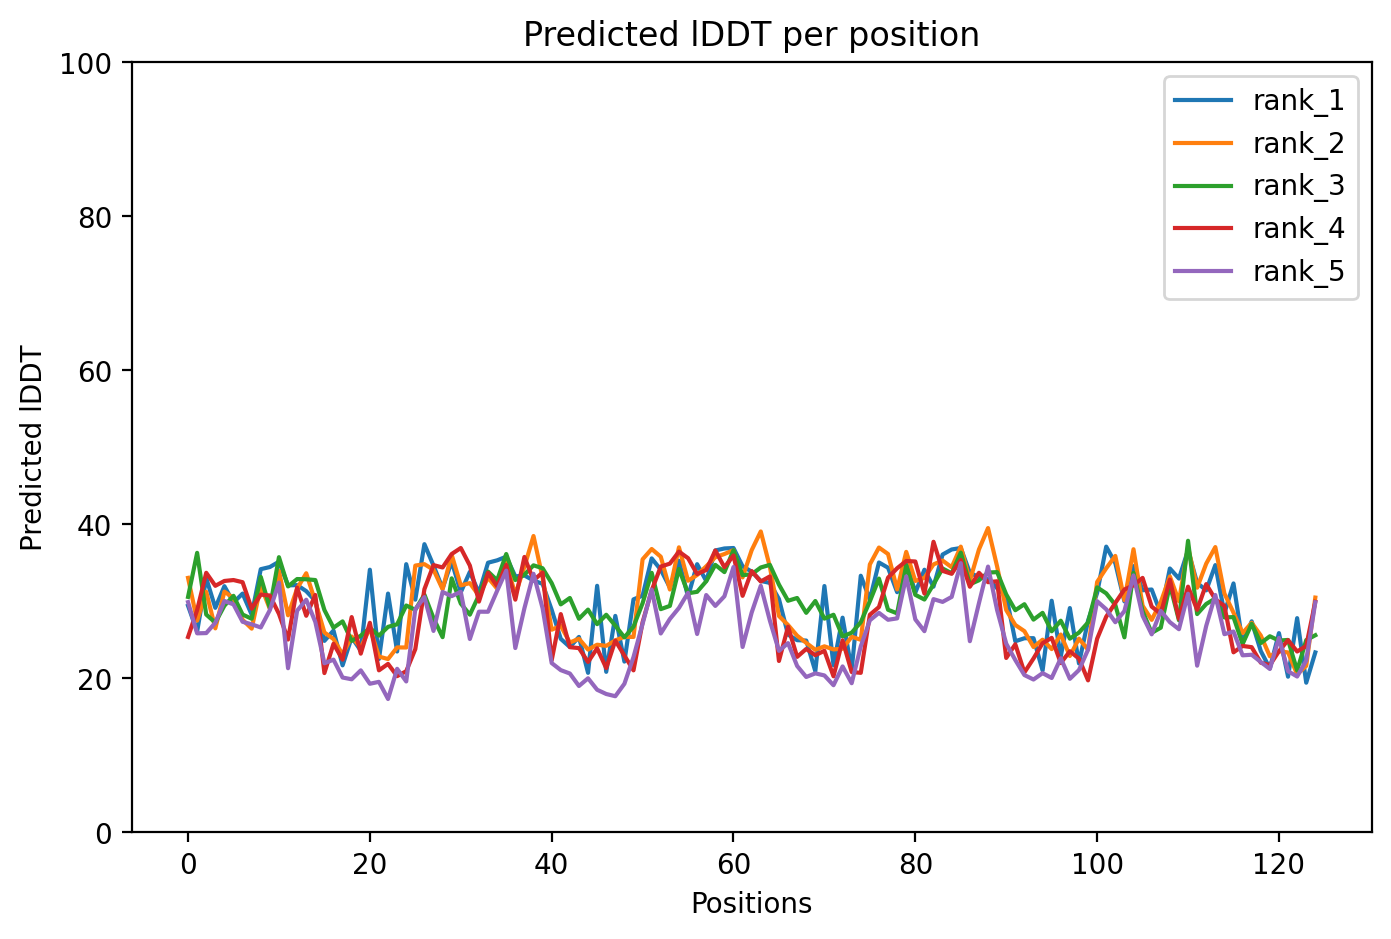 Predicted lDDT per position
100
80
60
40
20
0
Predicted lDDT
rank_1
rank_2
rank_3
rank_4
rank_5
0 20 40 60 80 100 120
Positions